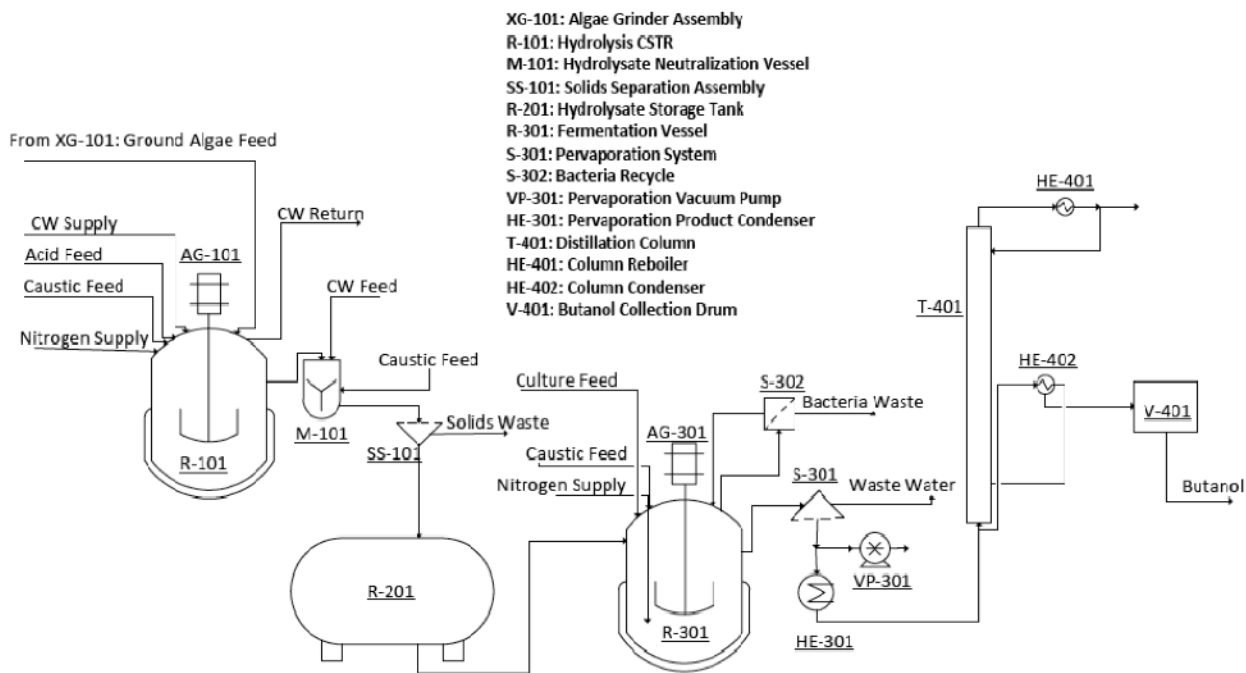 XG-101: Algae Grinder Assembly
R-101: Hydrolysis CSTR
M-101: Hydrolysate Neutralization Vessel
SS-101: Solids Separation Assembly
R-201: Hydrolysate Storage Tank
R-301: Fermentation Vessel
S-301: Pervaporation System
S-302: Bacteria Recycle
VP-301: Pervaporation Vacuum Pump
HE-301: Pervaporation Product Condenser
T-401: Distillation Column
HE-401: Column Reboiler
HE-402: Column Condenser
V-401: Butanol Collection Drum
From XG-101: Ground Algae Feed
CW Supply
CW Return
Acid Feed
AG-101
Caustic Feed
CW Feed
Nitrogen Supply
Caustic Feed
M-101
Solids Waste
SS-101
R-101
R-201
Culture Feed
S-302
Bacteria Waste
AG-301
Caustic Feed
Nitrogen Supply
S-301
Waste Water
VP-301
R-301
HE-301
HE-401
T-401
HE-402
V-401
Butanol